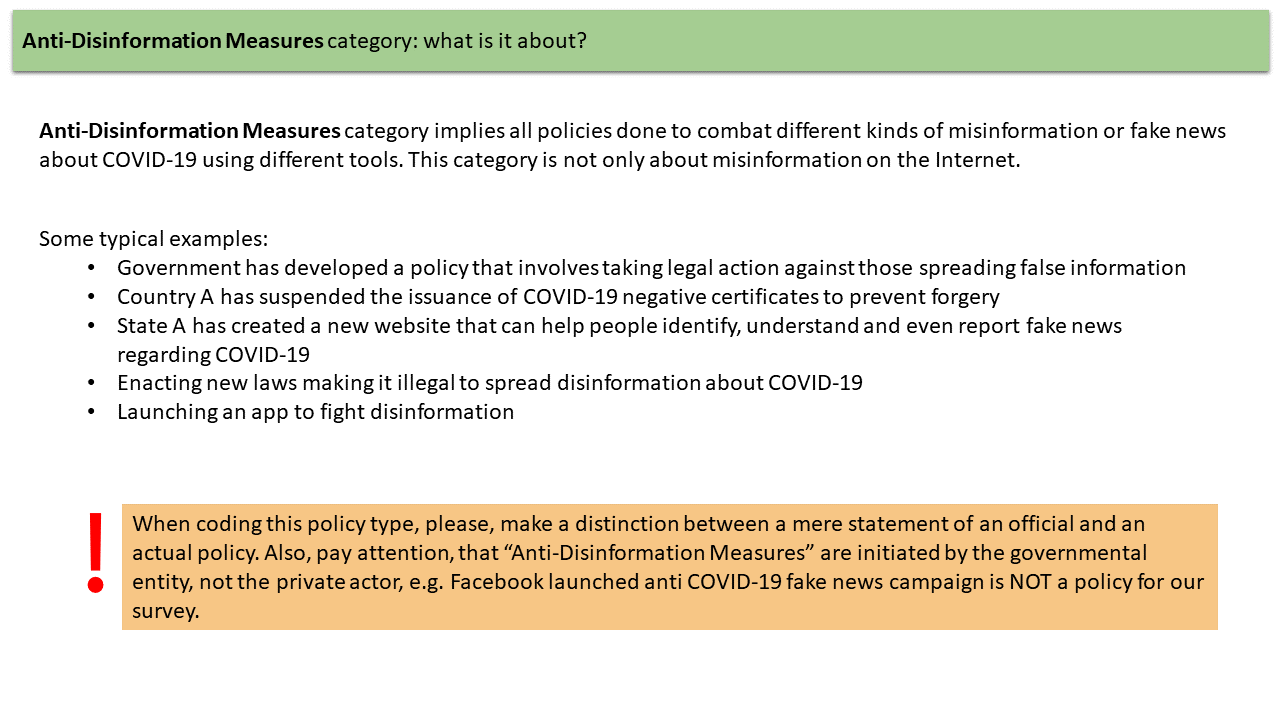 Anti-Disinformation Measures category: what is it about?
Anti-Disinformation Measures category implies all policies done to combat different kinds of misinformation or fake news
about COVID-19 using different tools. This category is not only about misinformation on the Internet.
Some typical examples:
• Government has developed a policy that involves taking legal action against those spreading false information
• Country A has suspended the issuance of COVID-19 negative certificates to prevent forgery
• State A has created a new website that can help people identify, understand and even report fake news
regarding COVID-19
• Enacting new laws making it illegal to spread disinformation about COVID-19
• Launching an app to fight disinformation
!
When coding this policy type, please, make a distinction between a mere statement of an official and an
actual policy. Also, pay attention, that “Anti-Disinformation Measures” are initiated by the governmental
entity, not the private actor, e.g. Facebook launched anti COVID-19 fake news campaign is NOT a policy for our
survey.